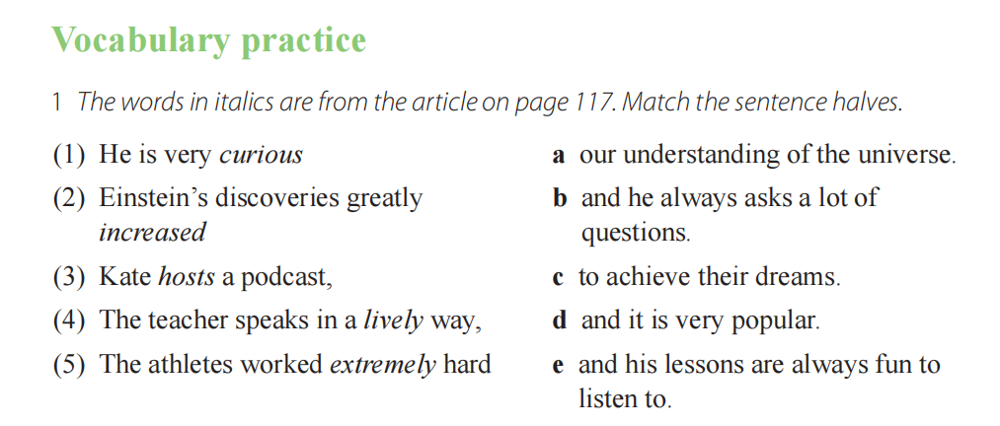 Vocabulary practice
1 The words in italics are from the article on page 117. Match the sentence halves.
(1) He is very curious
a our understanding of the universe.
(2) Einstein's discoveries greatly
increased
b and he always asks a lot of
questions.
(3) Kate hosts a podcast,
c to achieve their dreams.
(4) The teacher speaks in a lively way,
d and it is very popular.
(5) The athletes worked extremely hard
e and his lessons are always fun to
listen to.